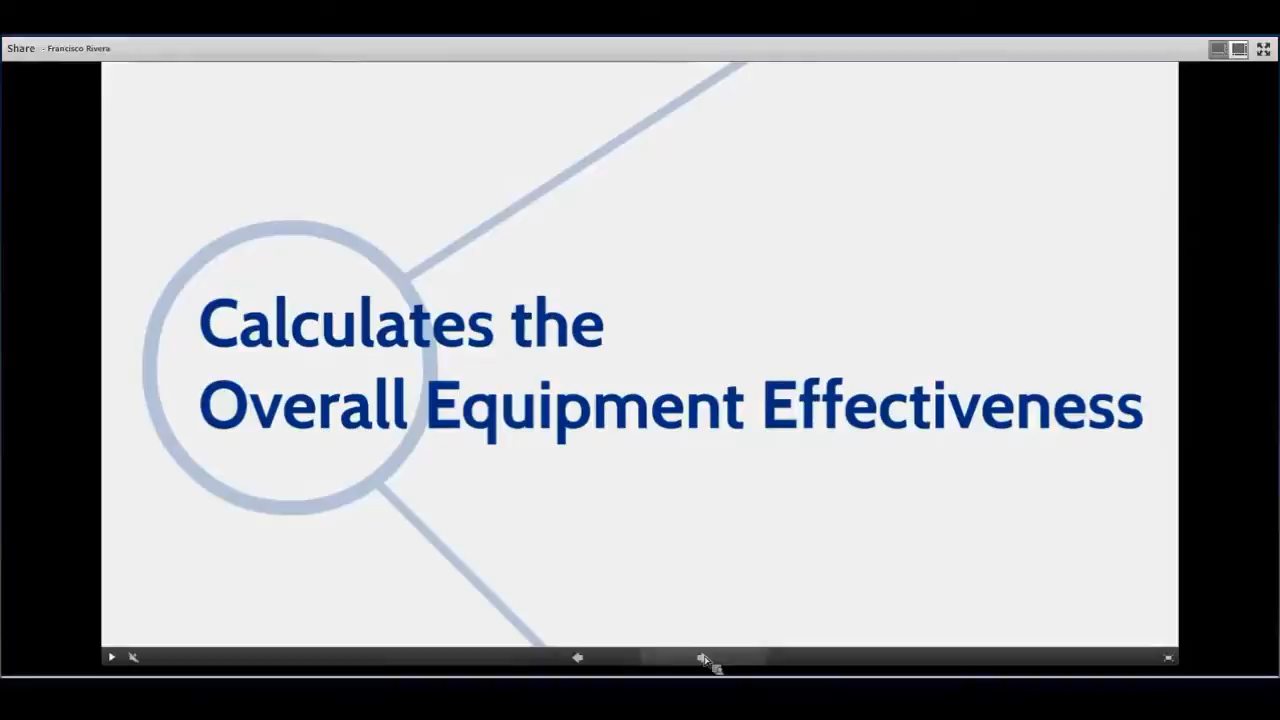 Share - Francisco Rivera
Calculates the
Overall Equipment Effectiveness